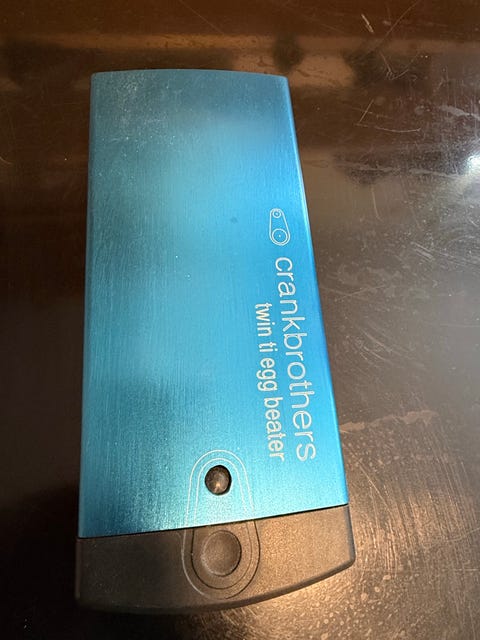 crankbrothers
twin ti egg beater